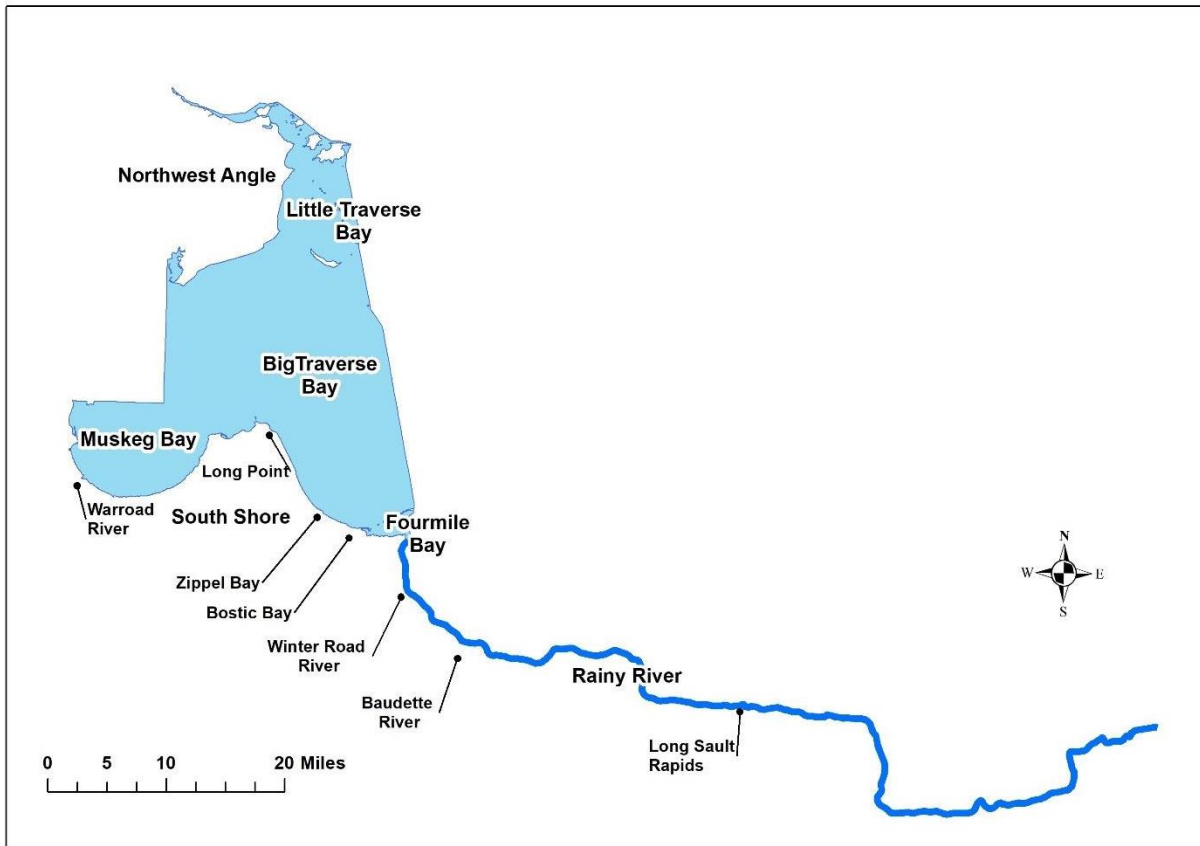 Northwest Angle
Little Traverse
Bay
BigTraverse
Bay
Muskeg Bay
Long Point
Warroad
River
South Shore
Fourmile
Bay
Zippel Bay
Bostic Bay
Winter Road
River
Baudette
River
Rainy River
Long Sault
Rapids
N
W E
S
0 5 10 20 Miles